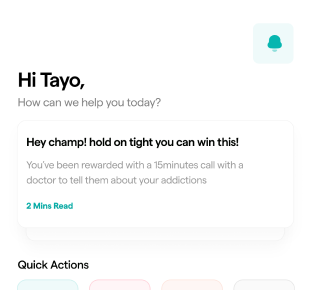 Hi Tayo,
How can we help you today?
Hey champ! hold on tight you can win this!
You've been rewarded with a 15minutes call with a
doctor to tell them about your addictions
2 Mins Read
Quick Actions